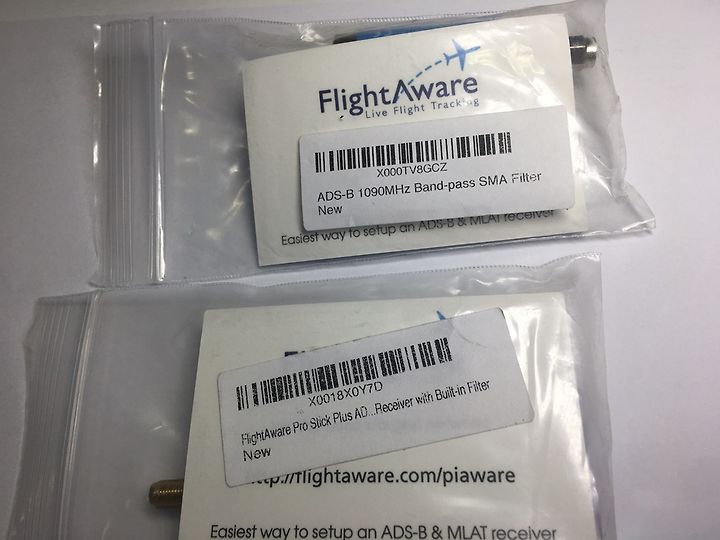 FlightAware
Live Flight Tracking
X000TV8GCZ
ADS-B 1090MHz Band-pass SMA Filter
New
Easiest way to setup an ADS-B & MLAT receiver
X0018X0Y7D
FlightAware Pro Stick Plus AD...Receiver with Built-in Filter
New
http://flightaware.com/piaware
Easiest way to setup an ADS-B & MLAT receiver